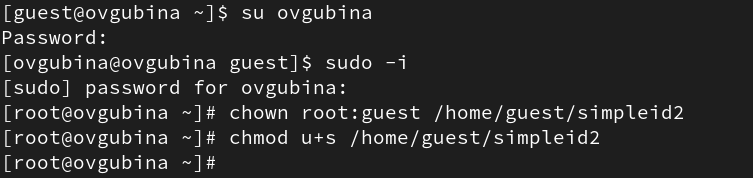 [guest@ovgubina ~]$ su ovgubina
Password:
[ovgubina@ovgubina guest]$ sudo -i
[sudo] password for ovgubina:
[root@ovgubina ~]# chown root:guest /home/guest/simpleid2
[root@ovgubina ~]# chmod u+s /home/guest/simpleid2
[root@ovgubina ~]#